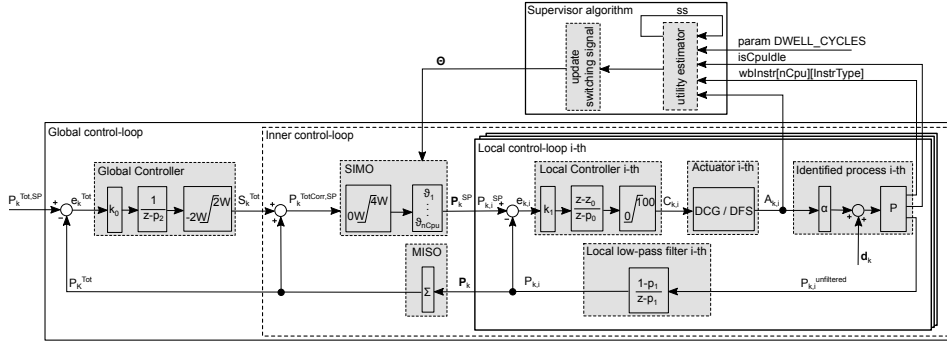 Supervisor algorithm
ss
param DWELL_CYCLES
isCpuIdle
wbInstr[nCpu][InstrType]
utility estimator
update
switching signal
Θ
Global control-loop
Inner control-loop
Local control-loop i-th
Global Controller
SIMO
Local Controller i-th
Actuator i-th
Identified process i-th
P_k^Tot,SP
e_k^Tot
k_0
1
z-p_2
2W
-2W
S_k^Tot
P_k^TotCorr,SP
4W
0W
ϑ_1
ϑ_nCpu
P_k^SP
P_k,i^SP
e_k,i
k_1
z-z_0
z-p_0
100
0
C_k,i
DCG / DFS
A_k,i
α
P
d_k
MISO
Σ
Local low-pass filter i-th
1-p_1
z-p_1
P_K^Tot
P_k
P_k,i
P_k,i^unfiltered